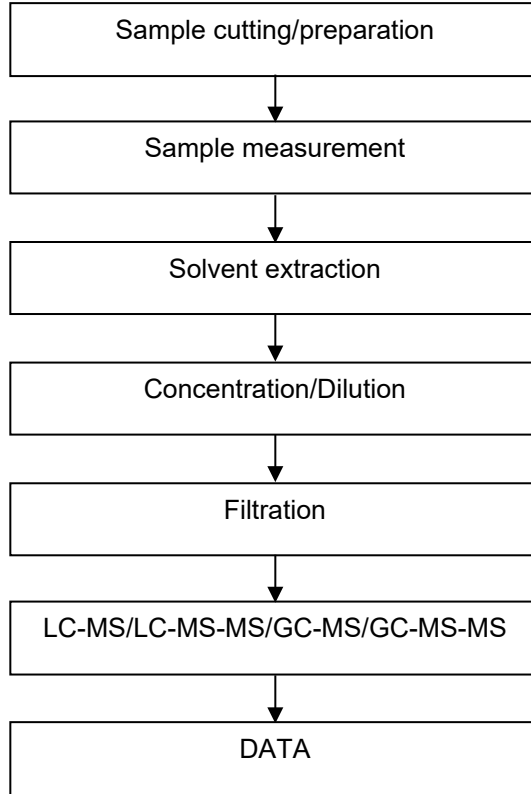 Sample cutting/preparation
Sample measurement
Solvent extraction
Concentration/Dilution
Filtration
LC-MS/LC-MS-MS/GC-MS/GC-MS-MS
DATA